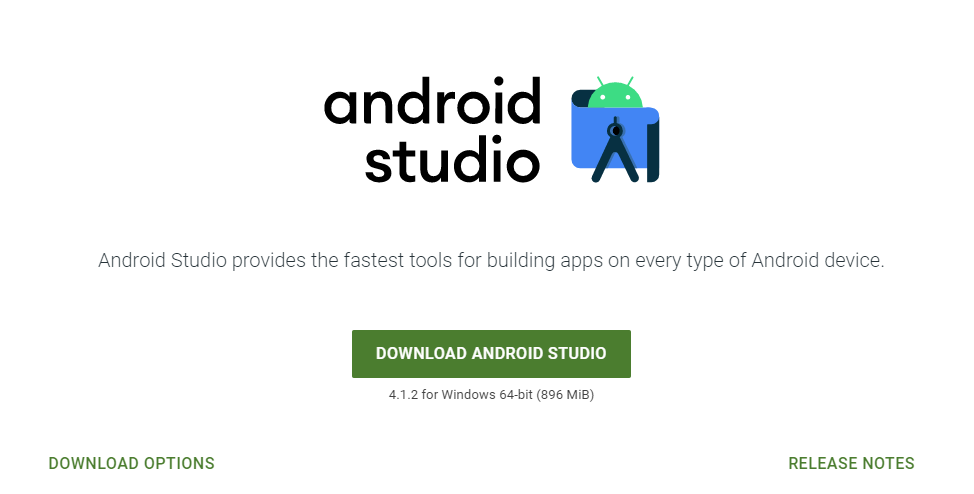 android
studio
Android Studio provides the fastest tools for building apps on every type of Android device.
DOWNLOAD ANDROID STUDIO
4.1.2 for Windows 64-bit (896 MiB)
DOWNLOAD OPTIONS
RELEASE NOTES